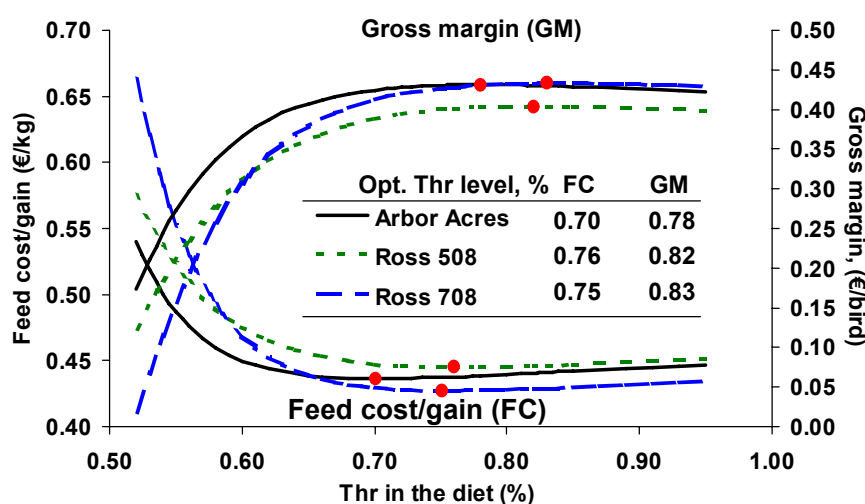 Gross margin (GM)
0.70
0.65
0.60
0.55
0.50
0.45
0.40
Feed cost/gain (€/kg)
0.50
0.45
0.40
0.35
0.30
0.25
0.20
0.15
0.10
0.05
0.00
Gross margin, (€/bird)
Opt. Thr level, % FC GM
Arbor Acres 0.70 0.78
Ross 508 0.76 0.82
Ross 708 0.75 0.83
Feed cost/gain (FC)
0.50 0.60 0.70 0.80 0.90 1.00
Thr in the diet (%)